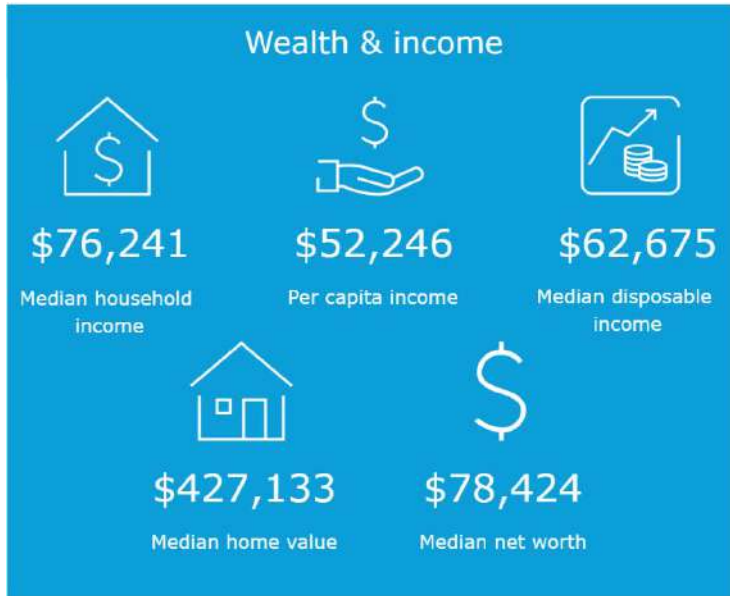 Wealth & income
$
$
$76,241
$52,246
$62,675
Median household
income
Per capita income
Median disposable
income
$
$427,133
$78,424
Median home value
Median net worth